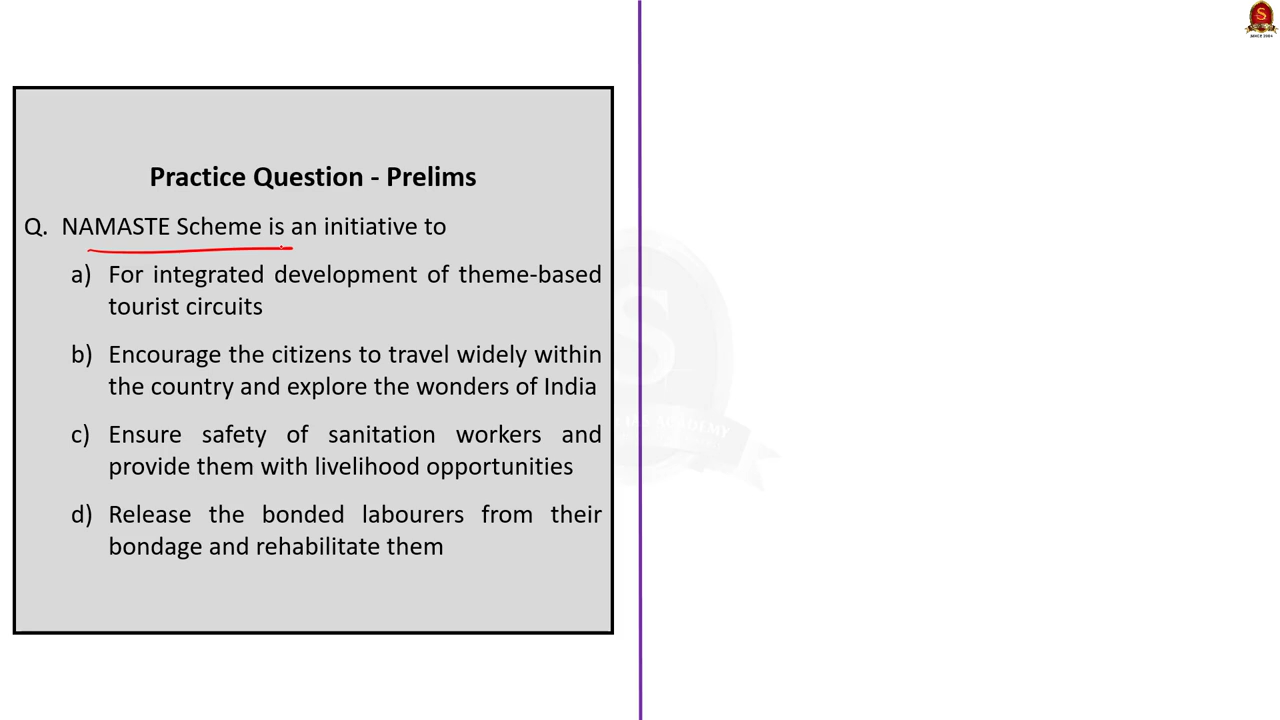 Practice Question - Prelims
Q. NAMASTE Scheme is an initiative to
a) For integrated development of theme-based
tourist circuits
b) Encourage the citizens to travel widely within
the country and explore the wonders of India
c) Ensure safety of sanitation workers and
provide them with livelihood opportunities
d) Release the bonded labourers from their
bondage and rehabilitate them
S
SINCE 2004